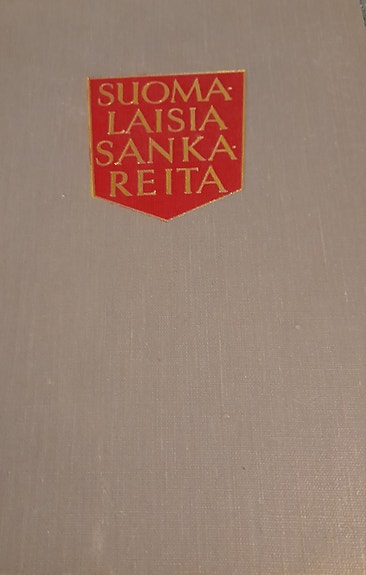 SUOMA-
LAISIA
SANKA-
REITA